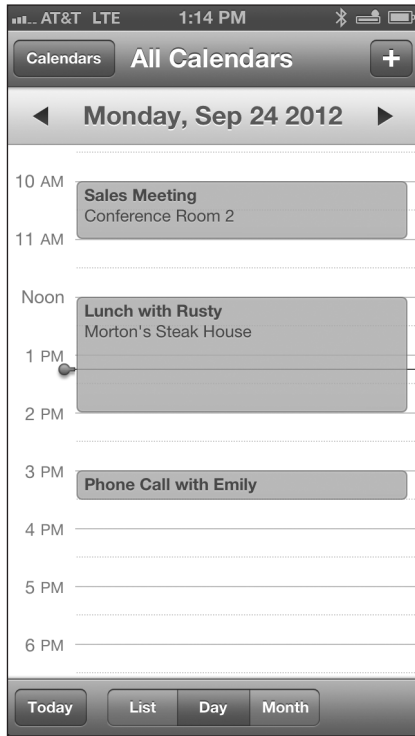 AT&T LTE 1:14 PM
Calendars All Calendars +
Monday, Sep 24 2012
10 AM
Sales Meeting
Conference Room 2
11 AM
Noon
Lunch with Rusty
Morton's Steak House
1 PM
2 PM
3 PM
Phone Call with Emily
4 PM
5 PM
6 PM
Today List Day Month